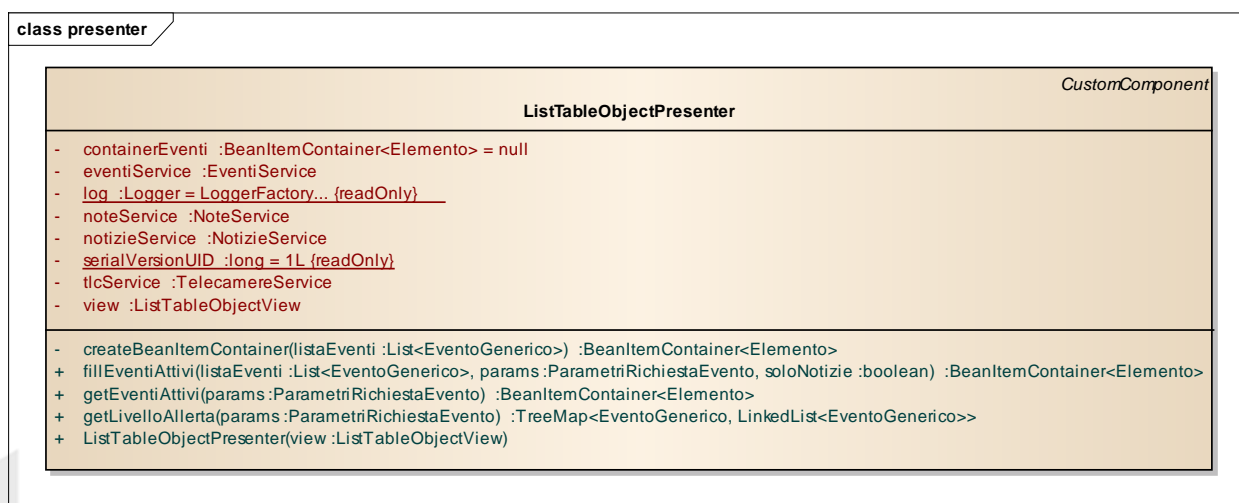 class presenter
CustomComponent
ListTableObjectPresenter
- containerEventi :BeanItemContainer<Elemento> = null
- eventiService :EventiService
- log :Logger = LoggerFactory... {readOnly}
- noteService :NoteService
- notizieService :NotizieService
- serialVersionUID :long = 1L {readOnly}
- tlcService :TelecamereService
- view :ListTableObjectView
- createBeanItemContainer(listaEventi :List<EventoGenerico>) :BeanItemContainer<Elemento>
+ fillEventiAttivi(listaEventi :List<EventoGenerico>, params :ParametriRichiestaEvento, soloNotizie :boolean) :BeanItemContainer<Elemento>
+ getEventiAttivi(params :ParametriRichiestaEvento) :BeanItemContainer<Elemento>
+ getLivelloAllerta(params :ParametriRichiestaEvento) :TreeMap<EventoGenerico, LinkedList<EventoGenerico>>
+ ListTableObjectPresenter(view :ListTableObjectView)